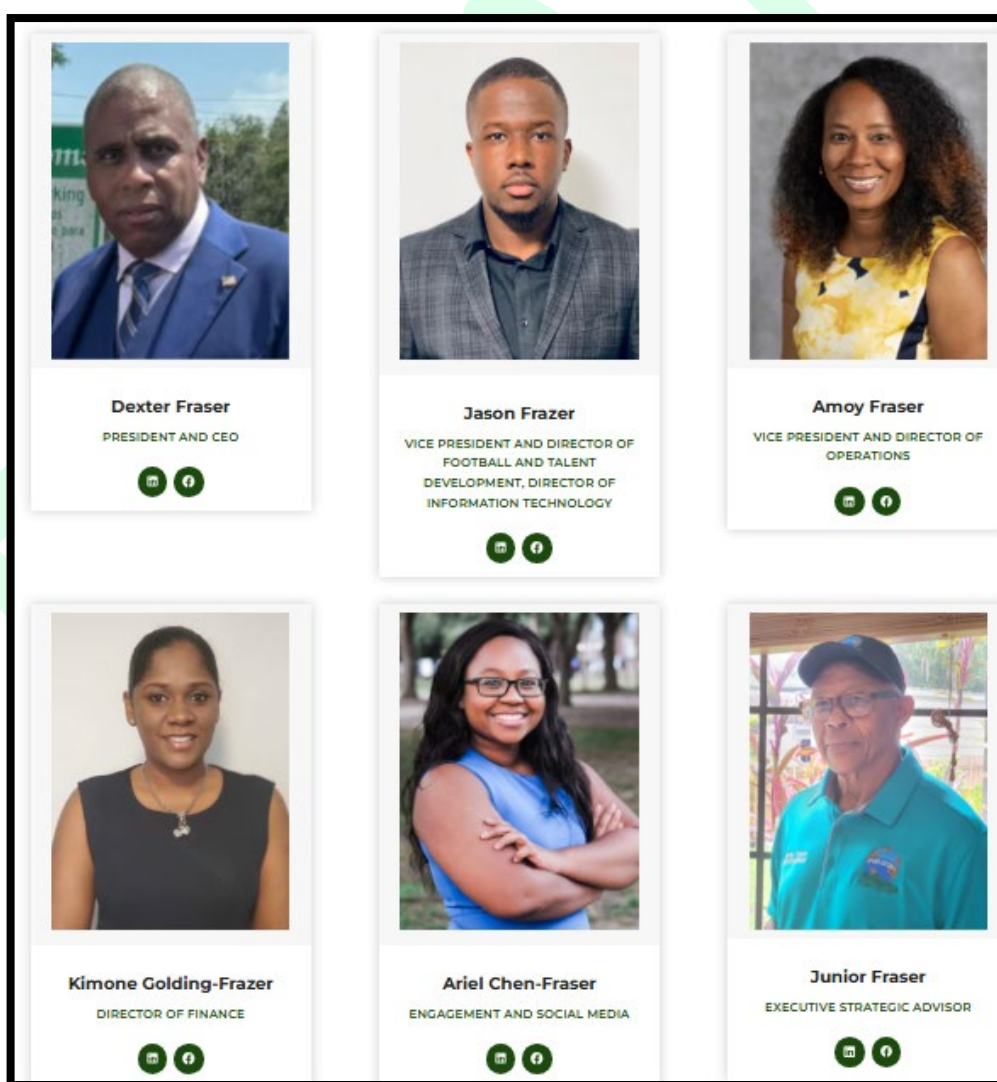 king
para
Dexter Fraser
PRESIDENT AND CEO
Jason Frazer
VICE PRESIDENT AND DIRECTOR OF
FOOTBALL AND TALENT
DEVELOPMENT, DIRECTOR OF
INFORMATION TECHNOLOGY
Amoy Fraser
VICE PRESIDENT AND DIRECTOR OF
OPERATIONS
Kimone Golding-Frazer
DIRECTOR OF FINANCE
Ariel Chen-Fraser
ENGAGEMENT AND SOCIAL MEDIA
Junior Fraser
EXECUTIVE STRATEGIC ADVISOR